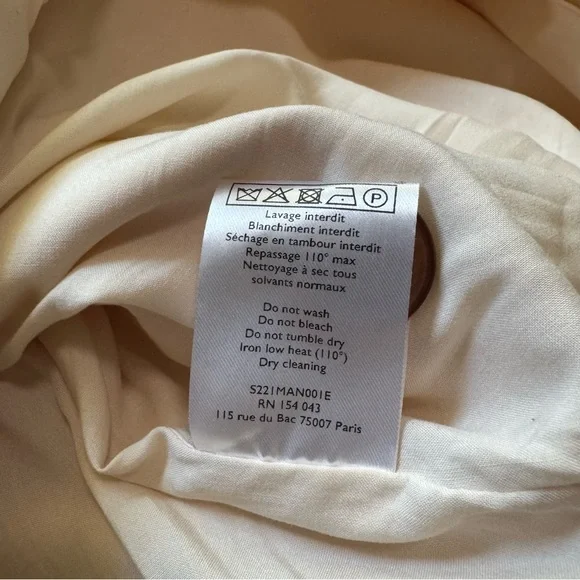 P
Lavage interdit
Blanchiment interdit
Séchage en tambour interdit
Repassage 110° max
Nettoyage à sec tous
solvants normaux
Do not wash
Do not bleach
Do not tumble dry
Iron low heat (110°)
Dry cleaning
S221MAN001E
RN 154 043
115 rue du Bac 75007 Paris